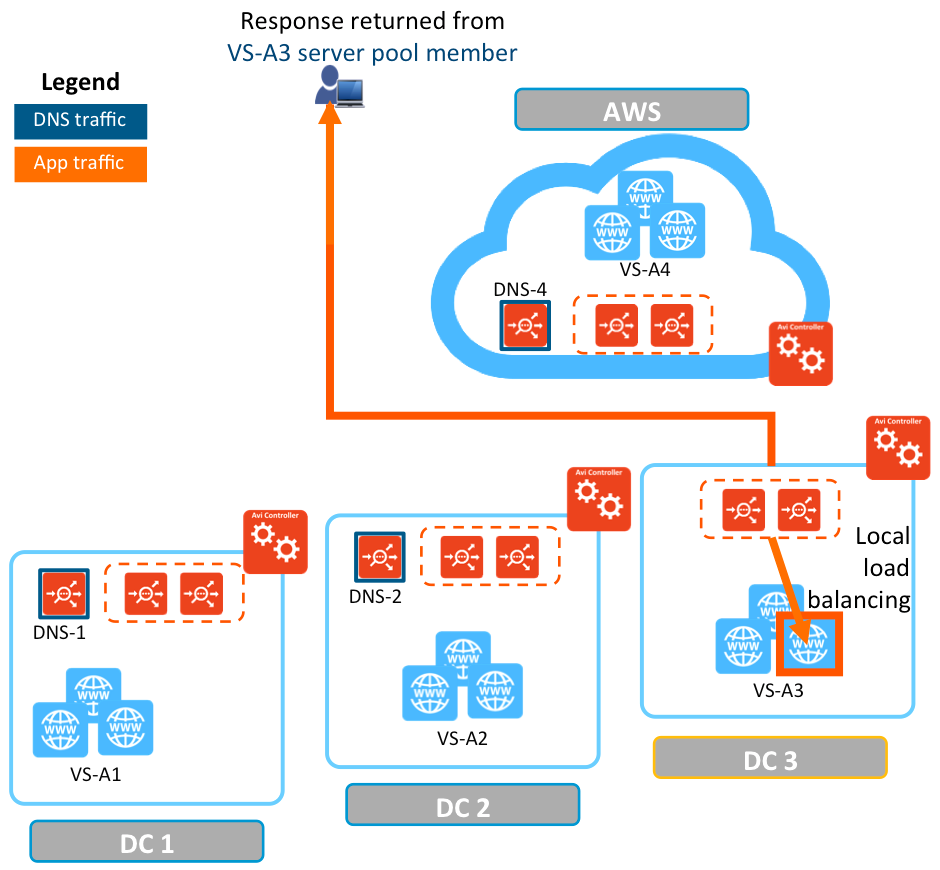 Response returned from
VS-A3 server pool member
Legend
DNS traffic
App traffic
AWS
WWW
WWW
WWW
VS-A4
DNS-4
Avi Controller
Avi Controller
Local
load
balancing
WWW
WWW
WWW
VS-A3
DC 3
Avi Controller
DNS-2
WWW
WWW
WWW
VS-A2
DC 2
Avi Controller
DNS-1
WWW
WWW
WWW
VS-A1
DC 1